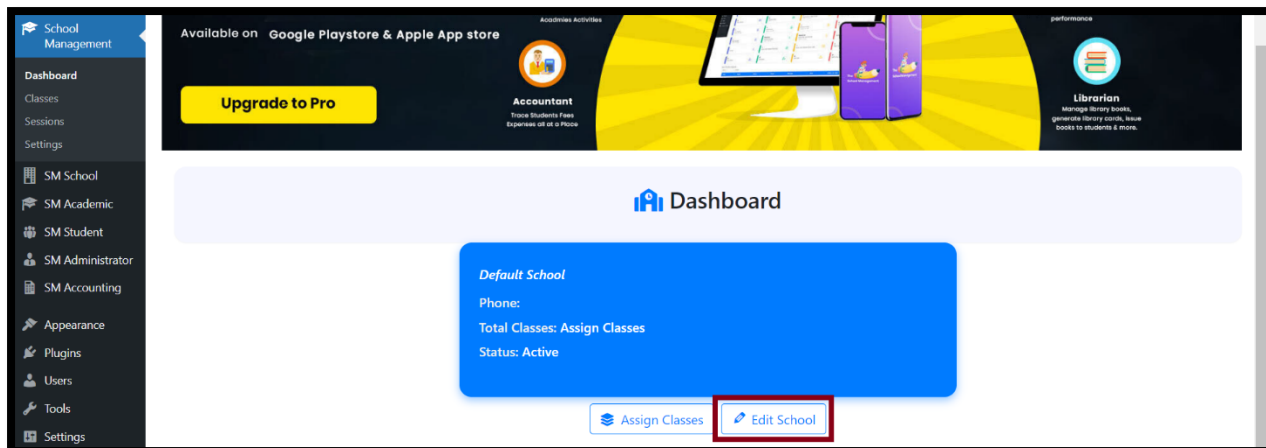 School
Management
Dashboard
Classes
Sessions
Settings
SM School
SM Academic
SM Student
SM Administrator
SM Accounting
Appearance
Plugins
Users
Tools
Settings
Available on Google Playstore & Apple App store
Upgrade to Pro
Acadmies Activities
Accountant
Trace Students Fees
Expenses all at a Place
performance
Librarian
Manage library books,
generate library cards, issue
books to students & more.
Dashboard
Default School
Phone:
Total Classes: Assign Classes
Status: Active
Assign Classes
Edit School